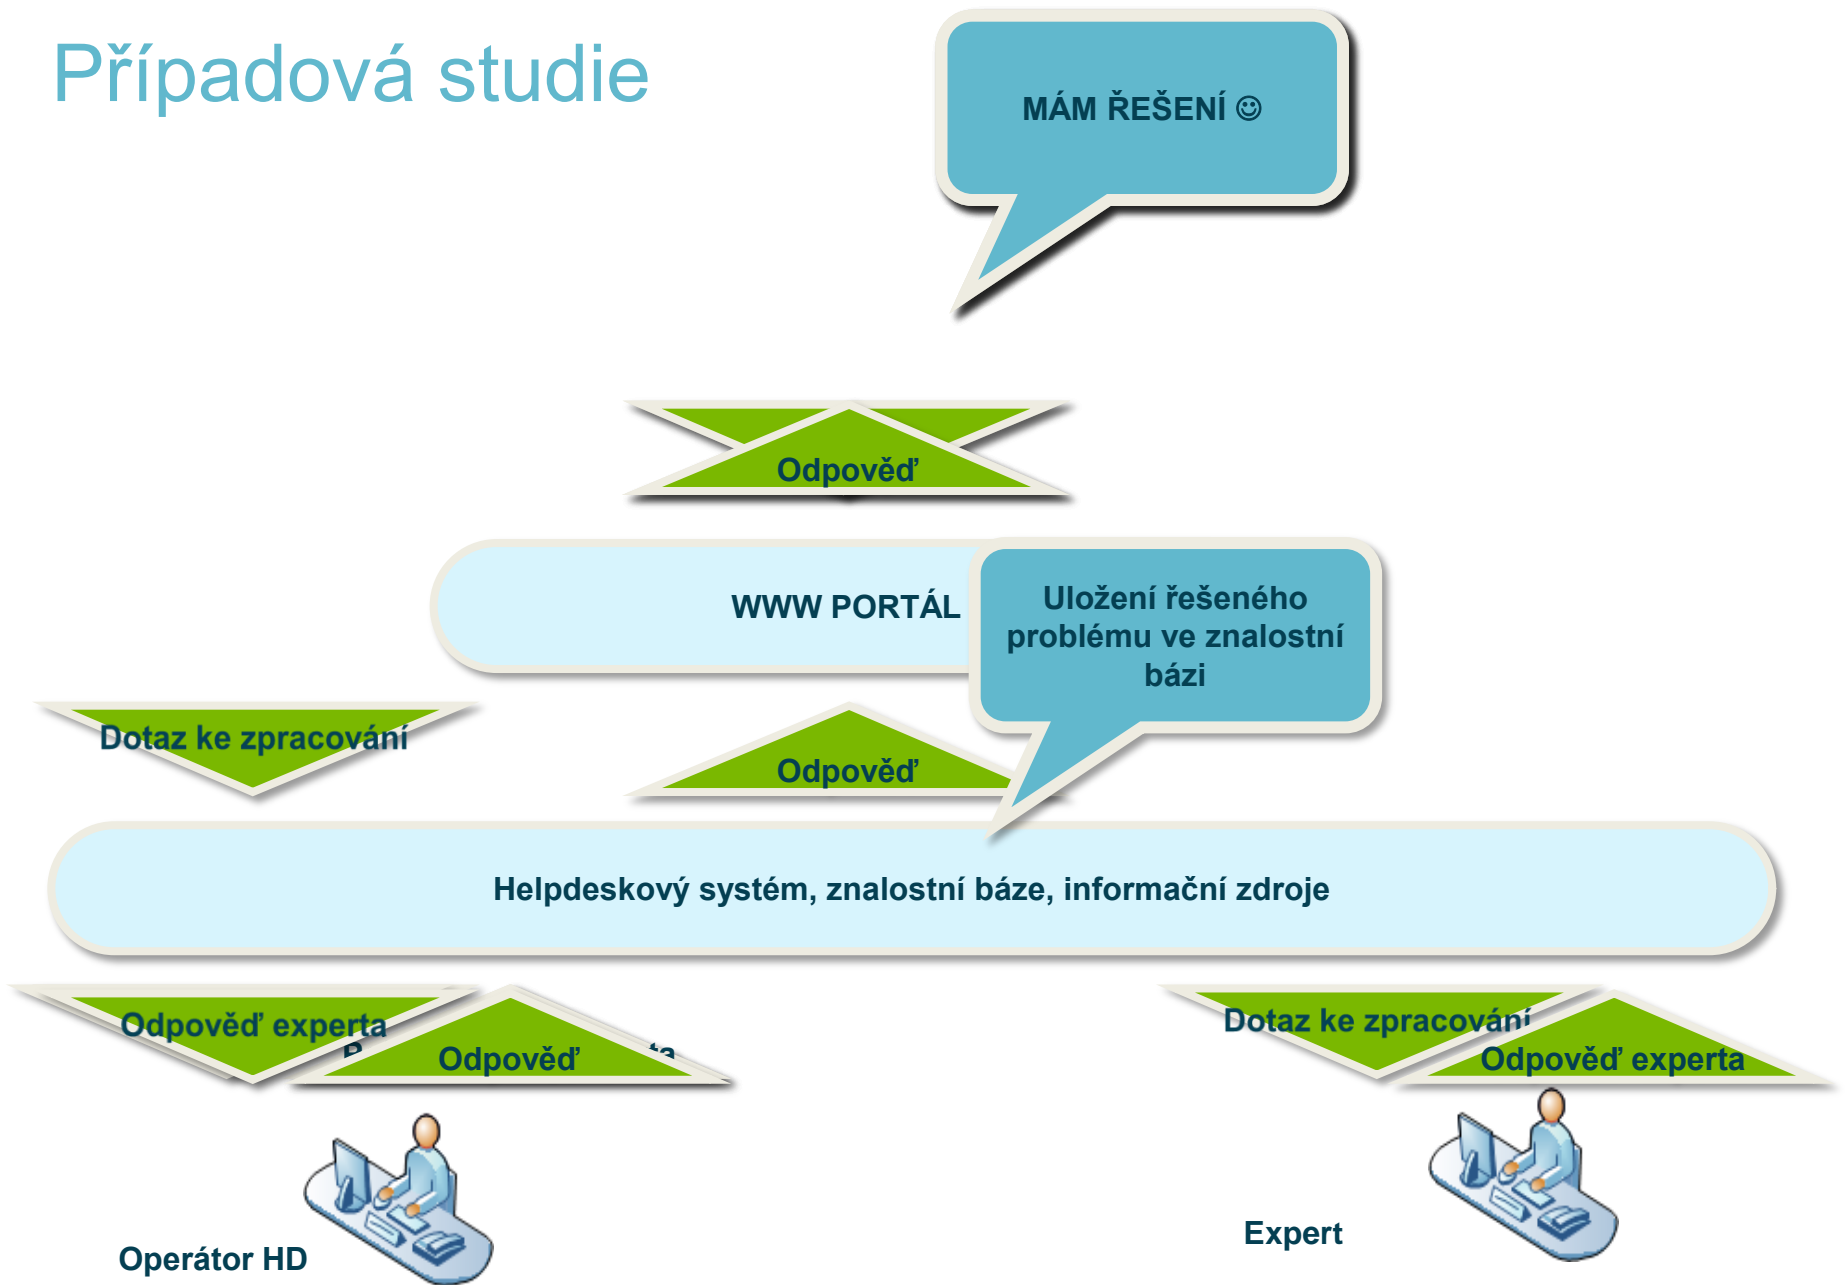 Případová studie
MÁM ŘEŠENÍ ☺
Odpověď
WWW PORTÁL
Uložení řešeného
problému ve znalostní
bázi
Dotaz ke zpracování
Odpověď
Helpdeskový systém, znalostní báze, informační zdroje
Odpověď experta
Odpověď
Dotaz ke zpracování
Odpověď experta
Operátor HD
Expert